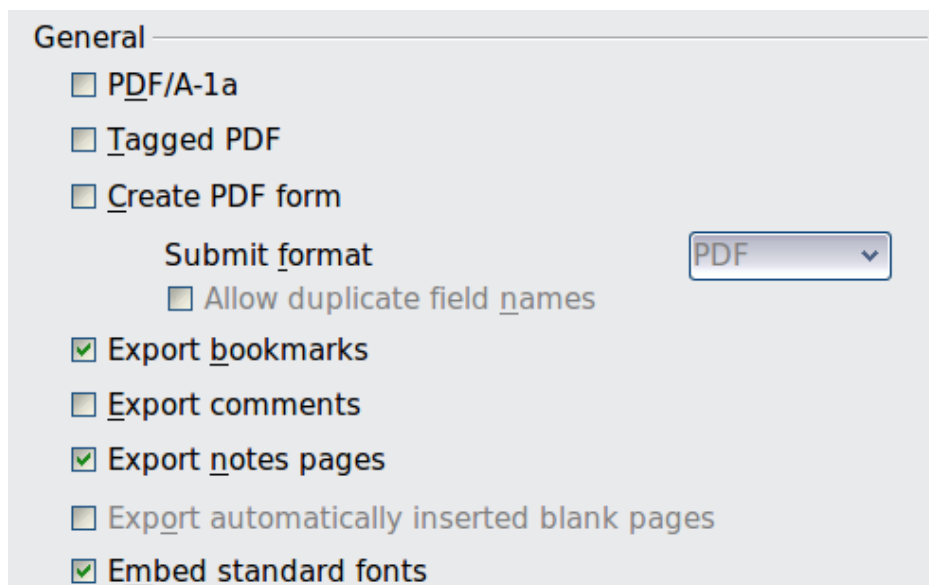 General
PDF/A-1a
Tagged PDF
Create PDF form
Submit format PDF
Allow duplicate field names
Export bookmarks
Export comments
Export notes pages
Export automatically inserted blank pages
Embed standard fonts